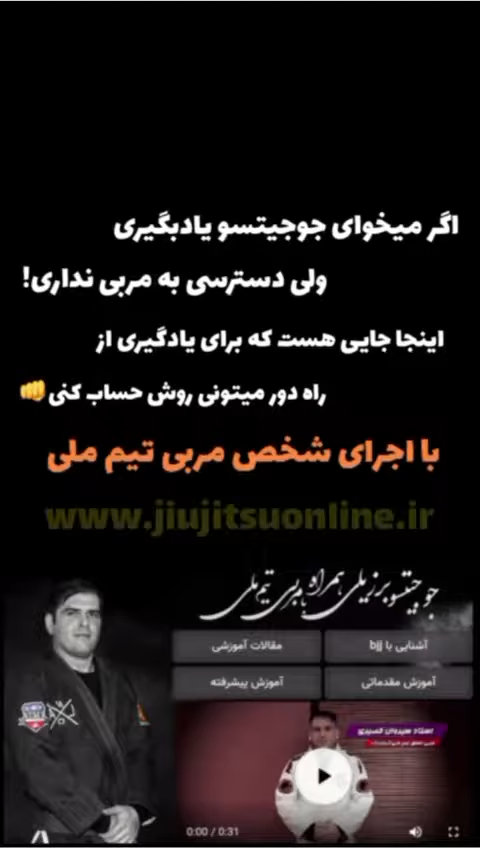 اگر میخوای جوجیتسو یادبگیری
ولی دسترسی به مربی نداری!
اینجا جایی هست که برای یادگیری از
راه دور میتونی روش حساب کنی👊
با اجرای شخص مربی تیم ملی
www.jiujitsuonline.ir
جوجیتسو برزیلی همراه مربی تیم ملی
آشنایی با bjj
مقالات آموزشی
آموزش مقدماتی
آموزش پیشرفته
استاد سیروان
0:00 / 0:31